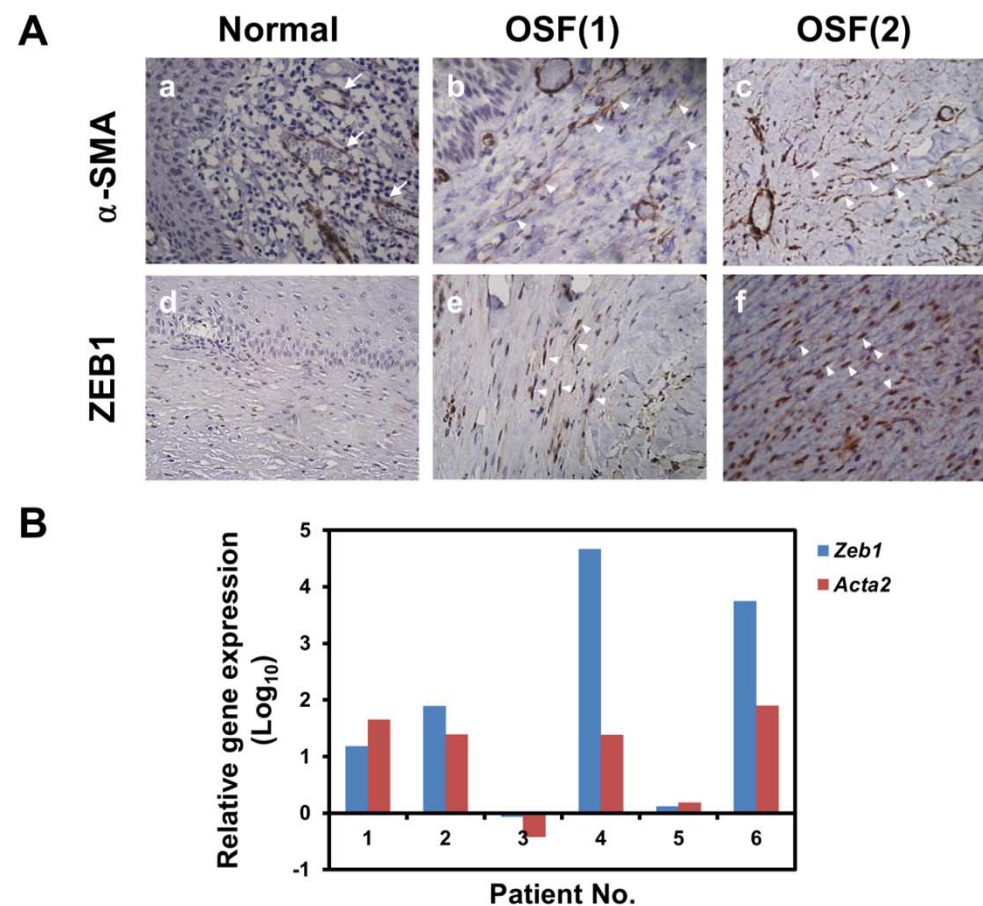 A
Normal
OSF(1)
OSF(2)
α-SMA
a
b
c
ZEB1
d
e
f
B
Relative gene expression
(Log10)
5
4
3
2
1
0
-1
1
2
3
4
5
6
Patient No.
Zeb1
Acta2